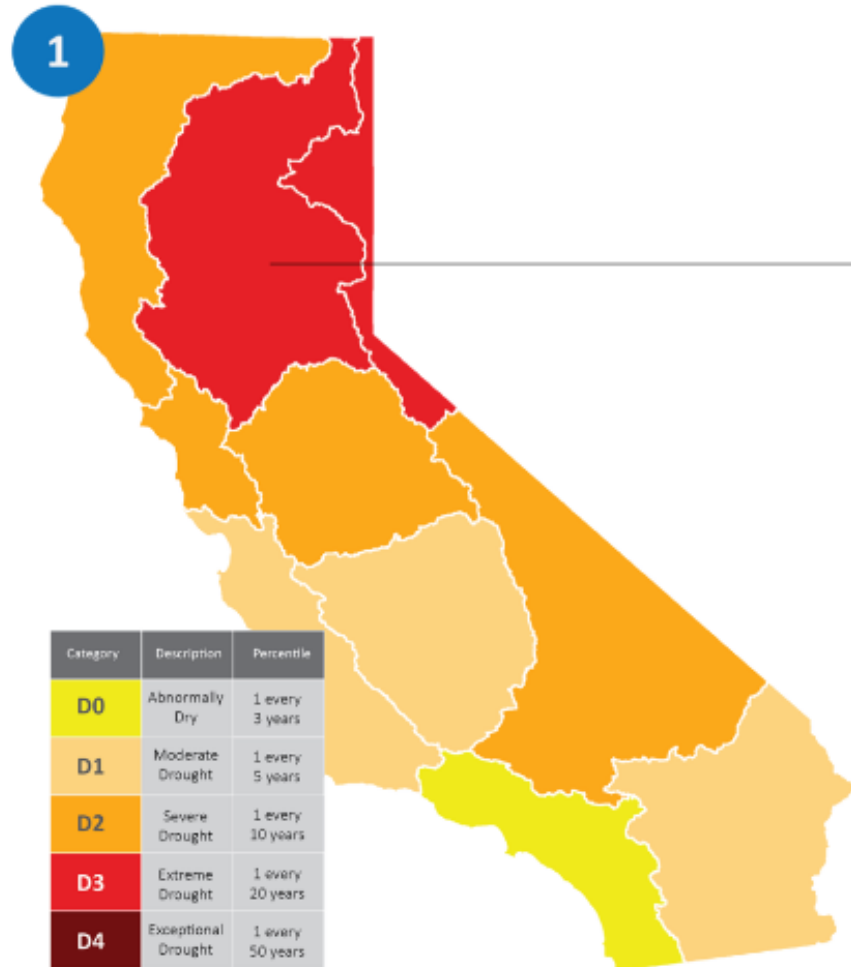 1
Category Description Percentile
D0 Abnormally Dry 1 every 3 years
D1 Moderate Drought 1 every 5 years
D2 Severe Drought 1 every 10 years
D3 Extreme Drought 1 every 20 years
D4 Exceptional Drought 1 every 50 years